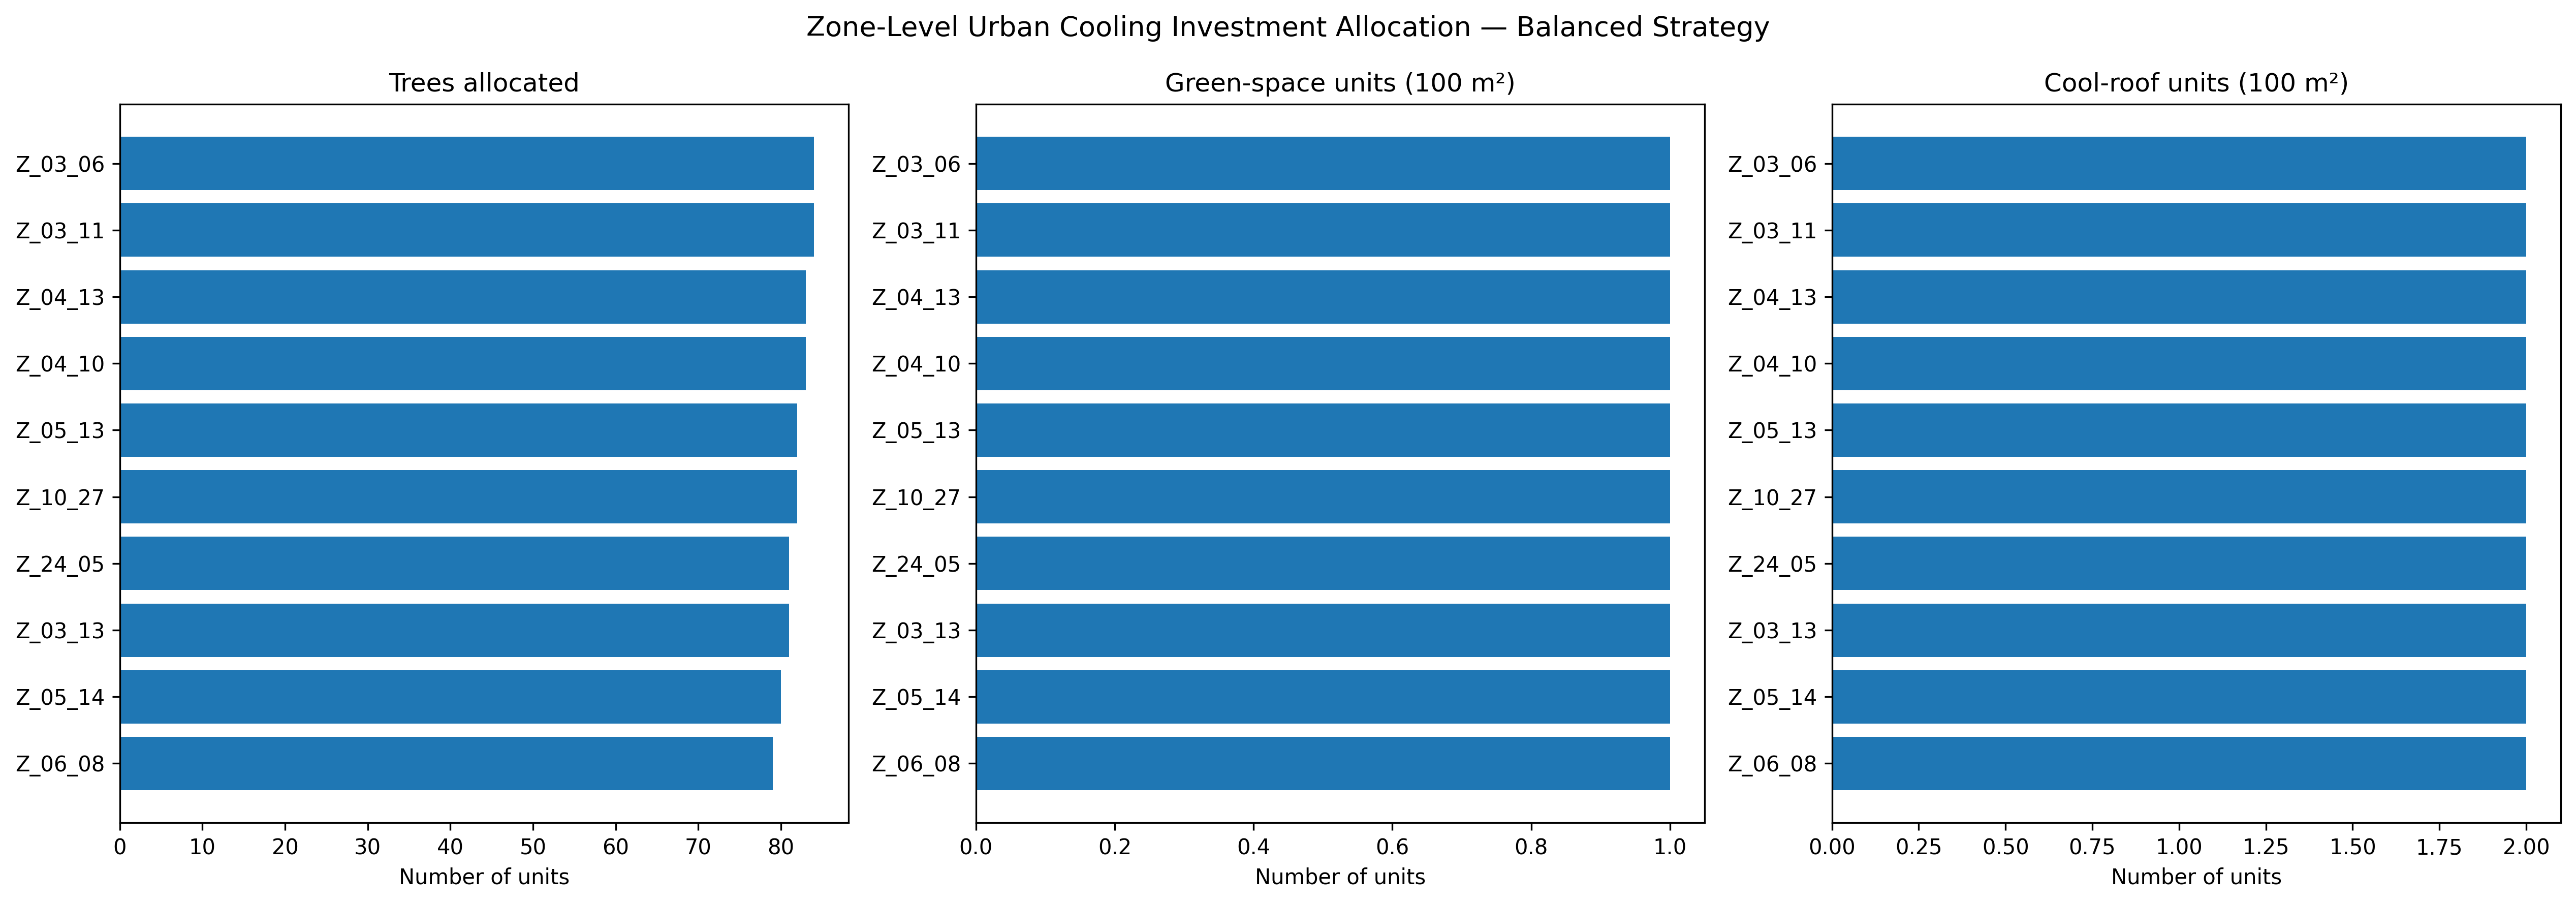 Zone-Level Urban Cooling Investment Allocation — Balanced Strategy
Trees allocated
Z_03_06
Z_03_11
Z_04_13
Z_04_10
Z_05_13
Z_10_27
Z_24_05
Z_03_13
Z_05_14
Z_06_08
0 10 20 30 40 50 60 70 80
Number of units
Green-space units (100 m²)
Z_03_06
Z_03_11
Z_04_13
Z_04_10
Z_05_13
Z_10_27
Z_24_05
Z_03_13
Z_05_14
Z_06_08
0.0 0.2 0.4 0.6 0.8 1.0
Number of units
Cool-roof units (100 m²)
Z_03_06
Z_03_11
Z_04_13
Z_04_10
Z_05_13
Z_10_27
Z_24_05
Z_03_13
Z_05_14
Z_06_08
0.00 0.25 0.50 0.75 1.00 1.25 1.50 1.75 2.00
Number of units